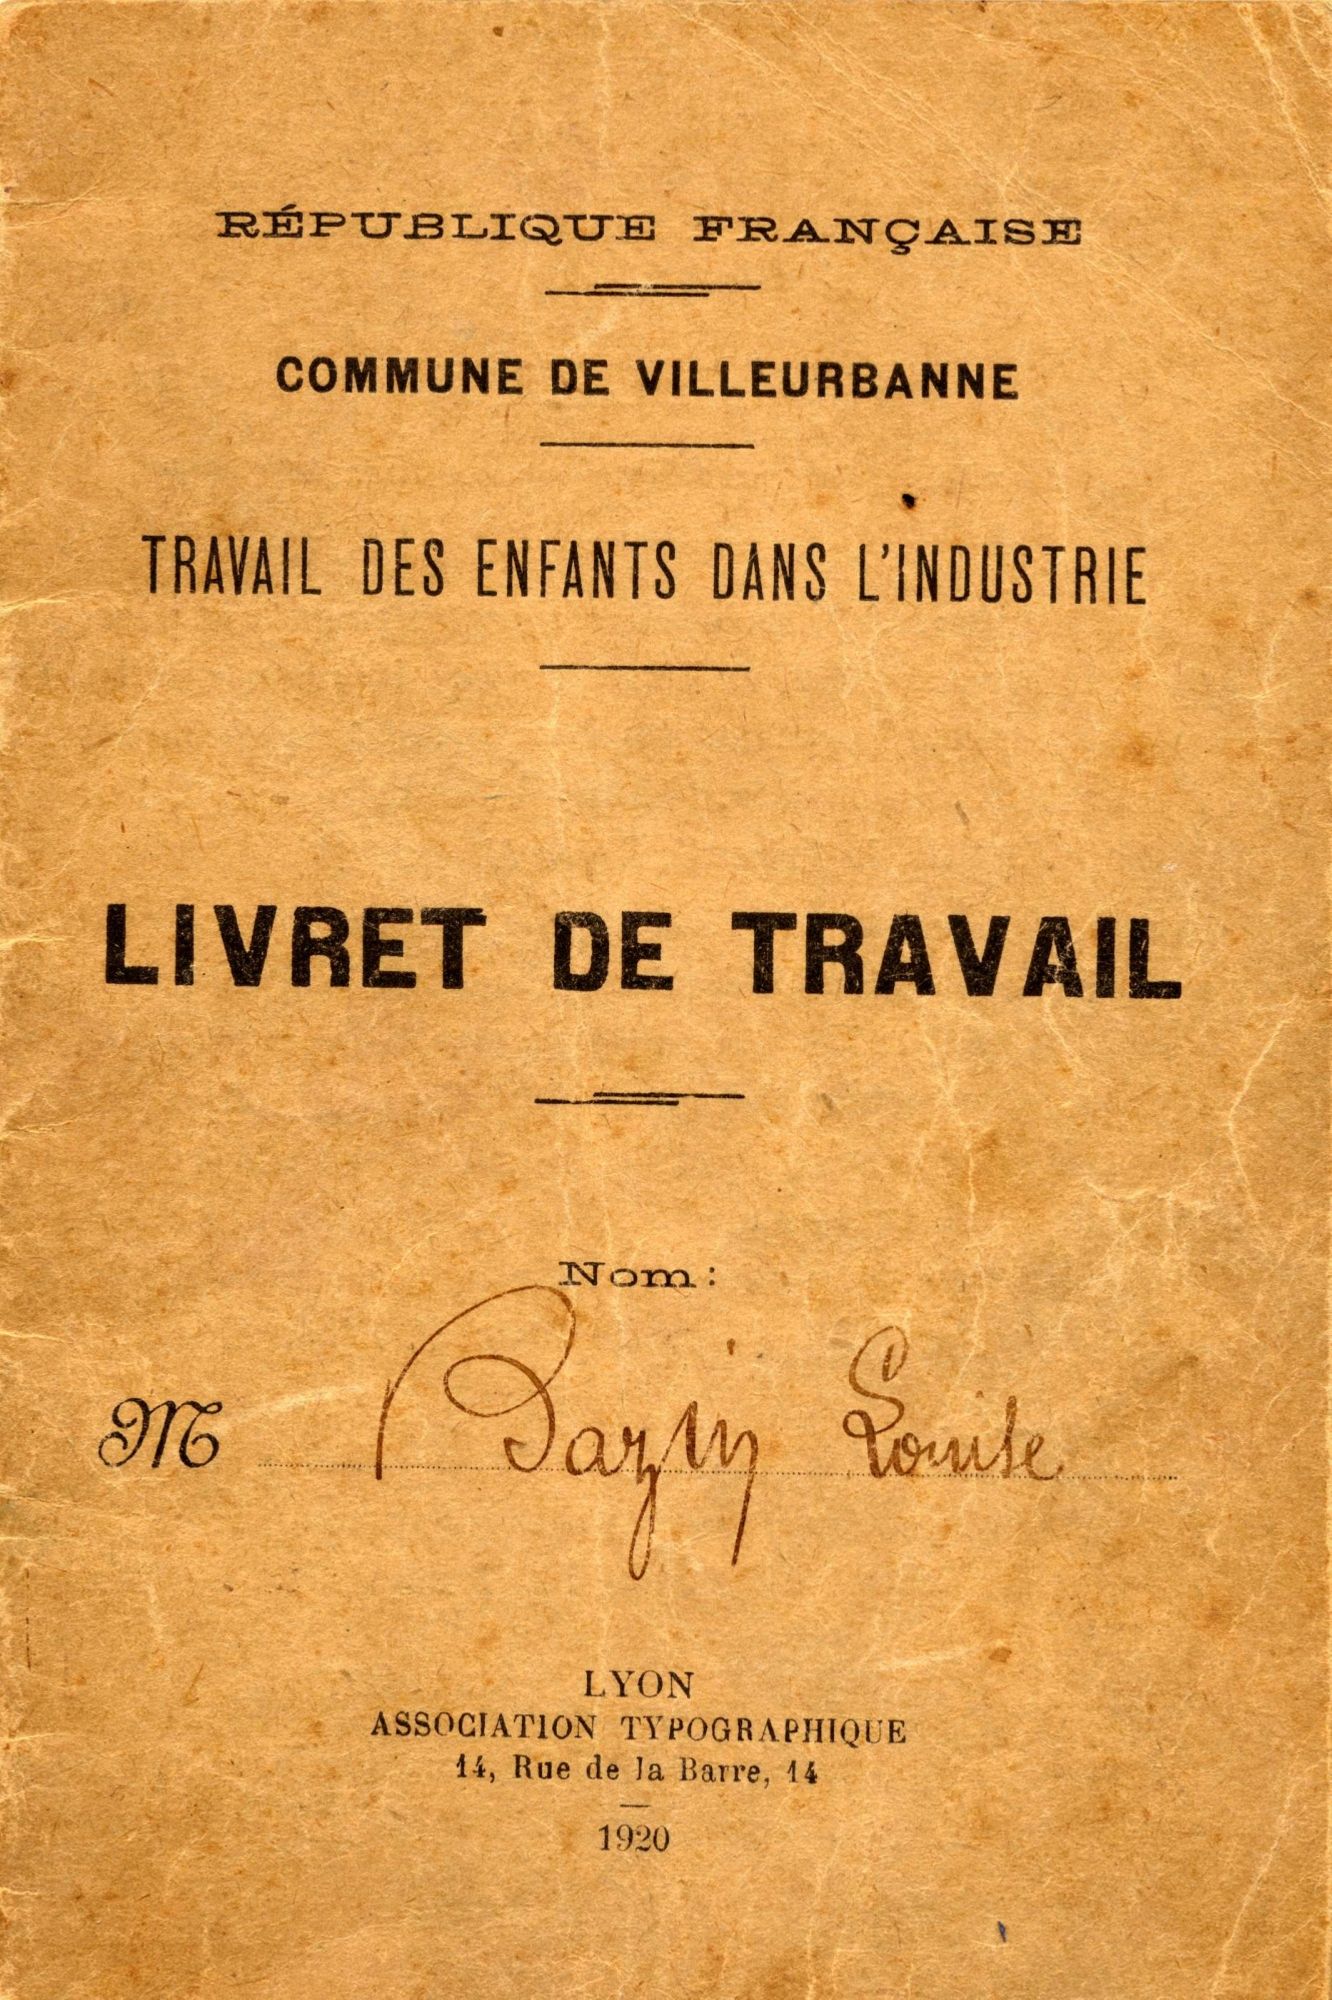 RÉPUBLIQUE FRANÇAISE
COMMUNE DE VILLEURBANNE
TRAVAIL DES ENFANTS DANS L'INDUSTRIE
LIVRET DE TRAVAIL
Nom:
M Bazin Louise
LYON
ASSOCIATION TYPOGRAPHIQUE
14, Rue de la Barre, 14
1920